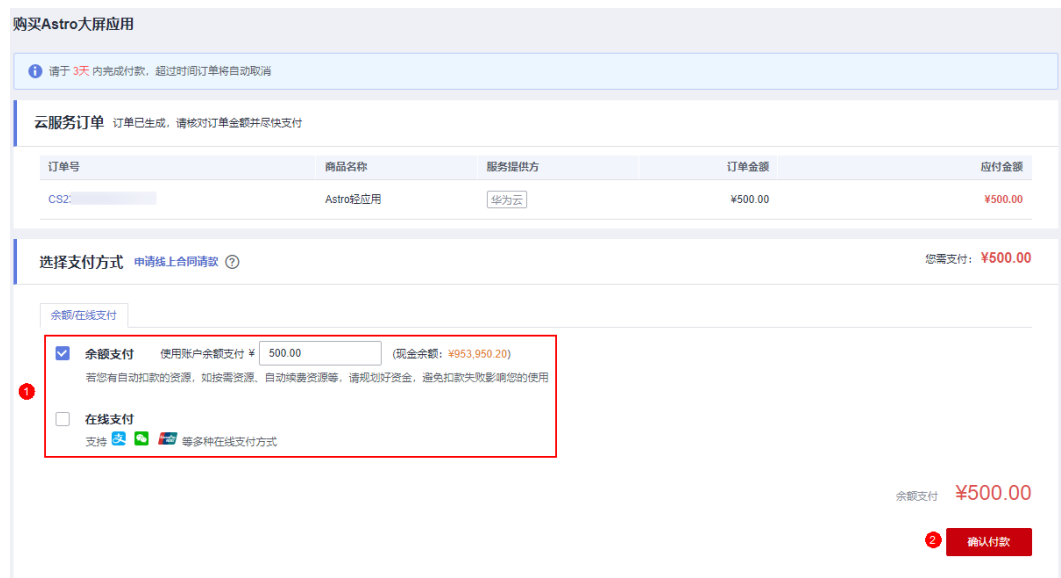 购买Astro大屏应用
请于 3天 内完成付款，超过时间订单将自动取消
云服务订单 订单已生成，请核对订单金额并尽快支付
订单号 商品名称 服务提供方 订单金额 应付金额
CS2 Astro轻应用 华为云 ¥500.00 ¥500.00
选择支付方式 申请线上合同请款 ? 您需支付： ¥500.00
余额/在线支付
余额支付 使用账户余额支付 ¥ 500.00 (现金余额：¥953,950.20)
若您有自动扣款的资源，如按需资源、自动续费资源等，请规划好资金，避免扣款失败影响您的使用
1
在线支付
支持 支 等多种在线支付方式
余额支付 ¥500.00
2 确认付款